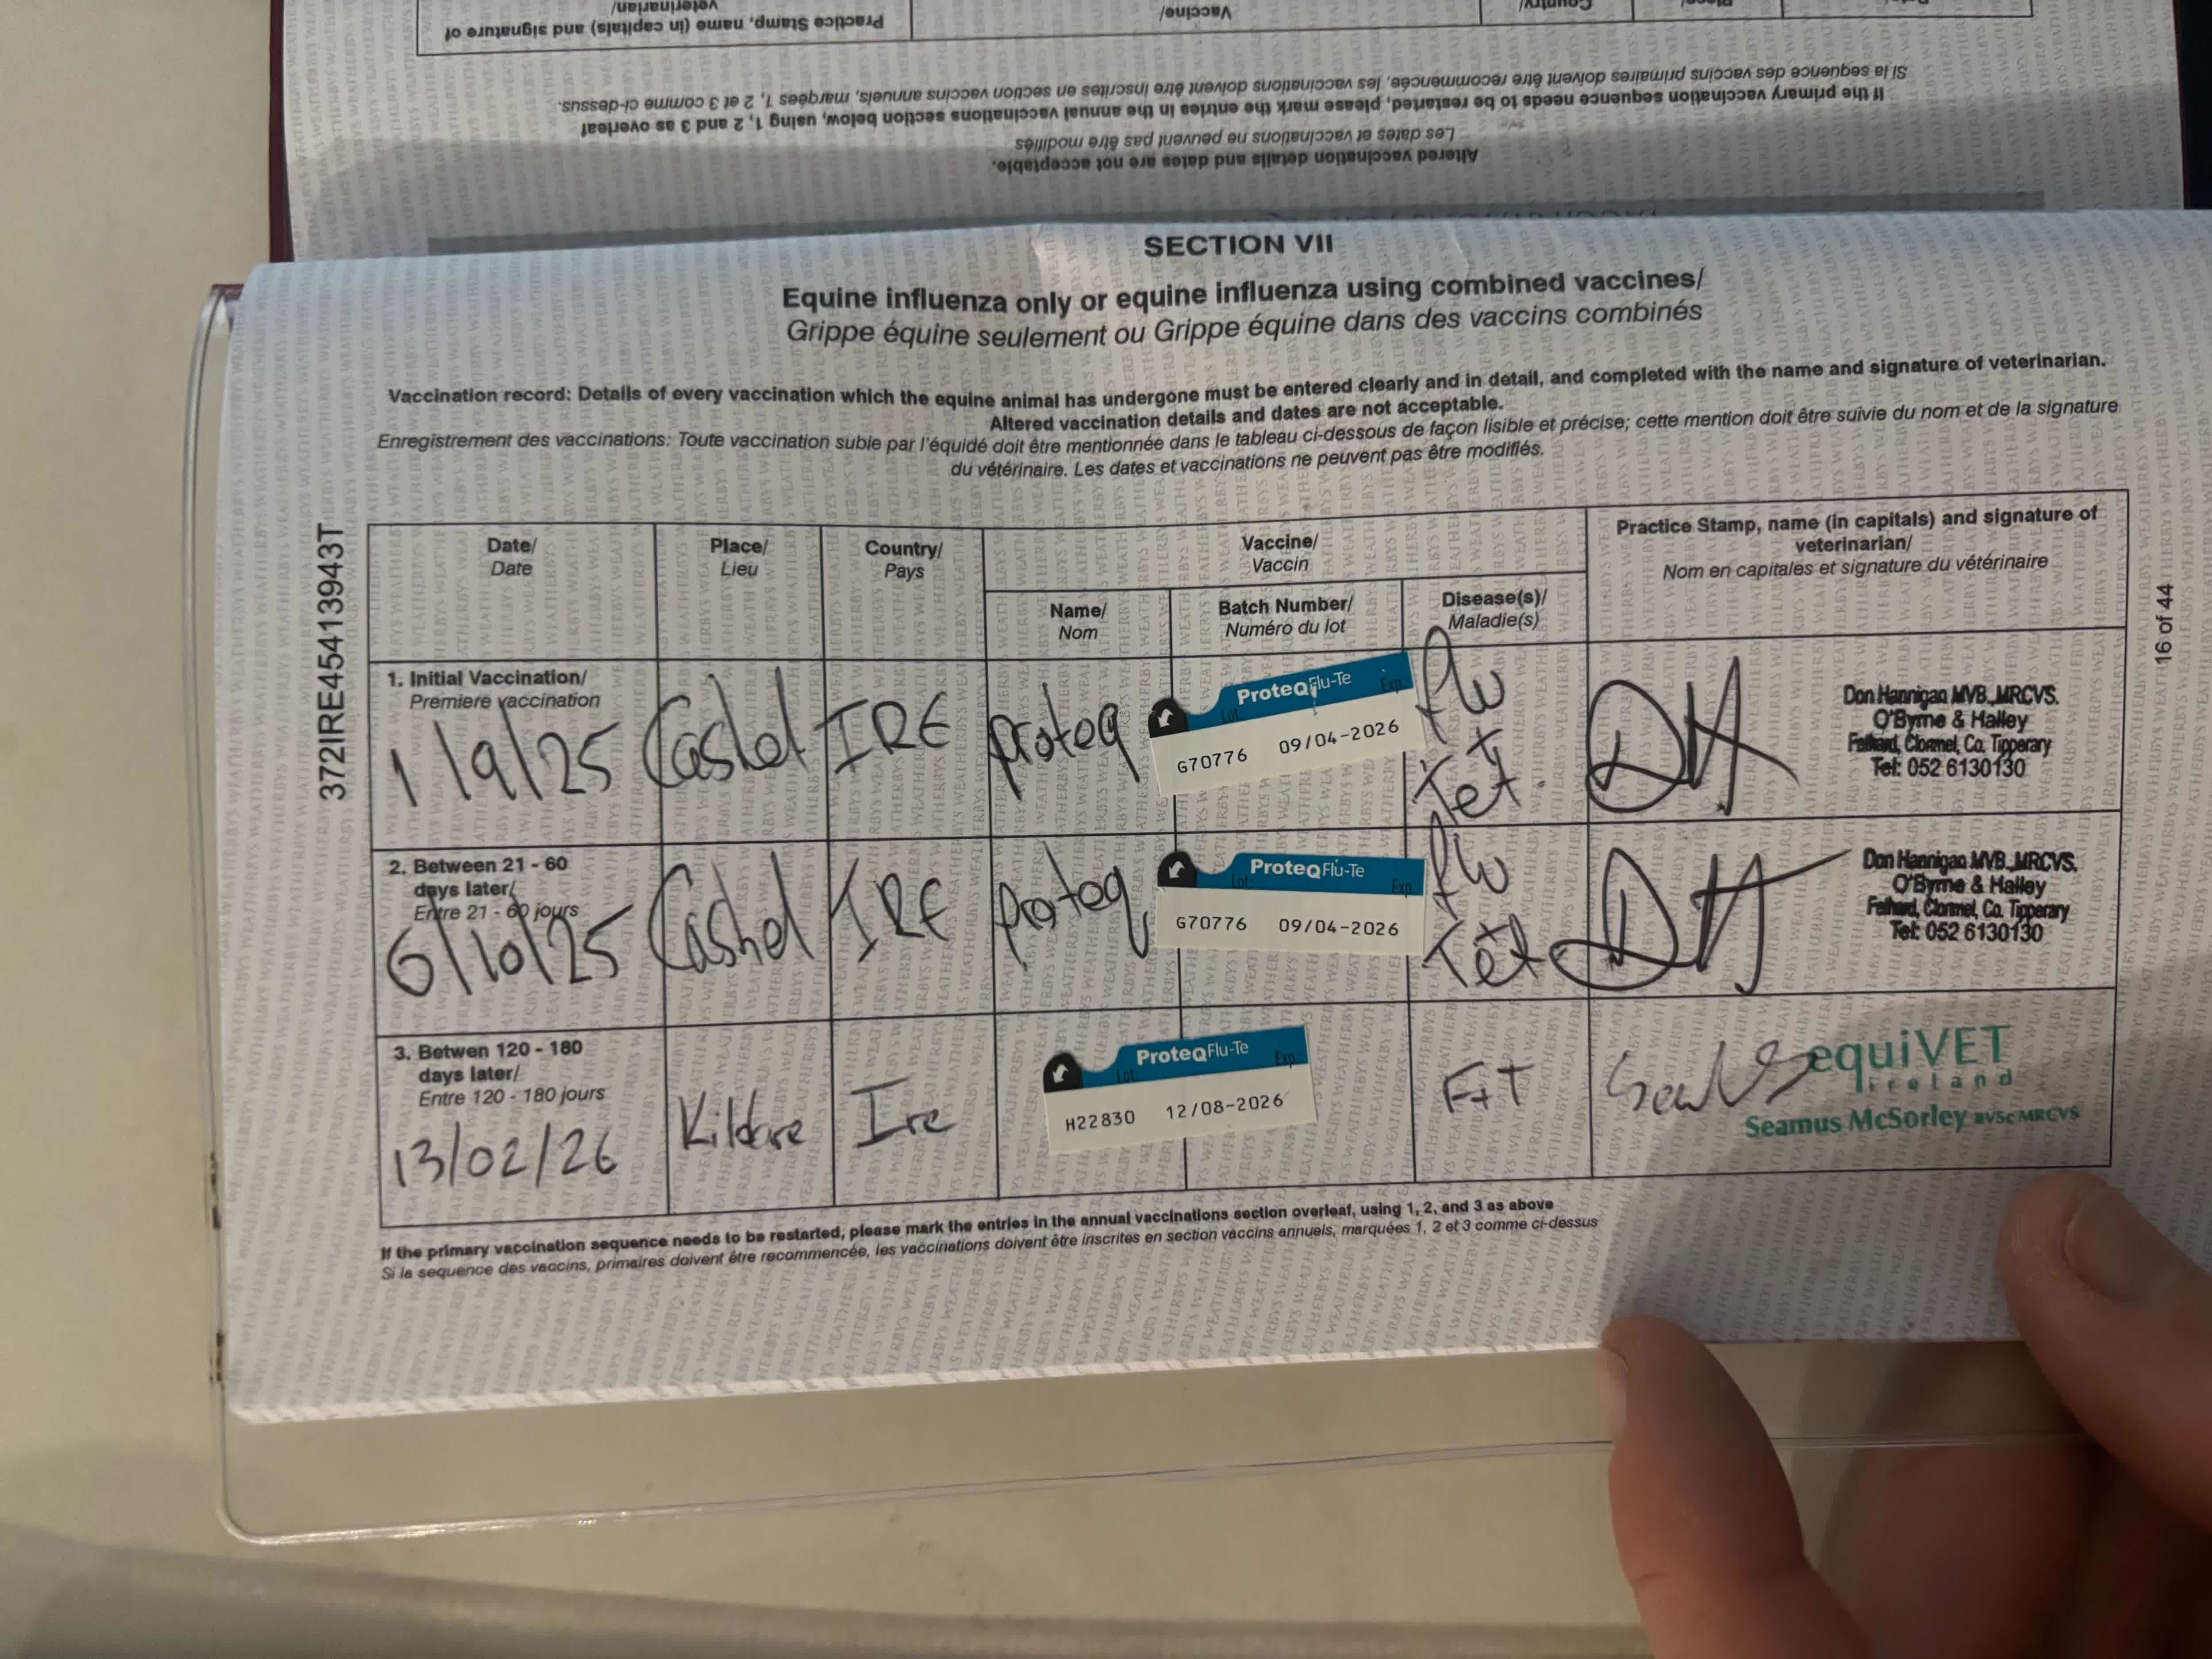 Practice Stamp, name (in capitals) and signature of
veterinarian/
Vaccine/
Country/
Si la sequence des vaccins primaires doivent être recommencée, les vaccinations doivent être inscrites en section vaccins annuels, marquées 1, 2 et 3 comme ci-dessus.
If the primary vaccination sequence needs to be restarted, please mark the entries in the annual vaccinations section below, using 1, 2 and 3 as overleaf
Les dates et vaccinations ne peuvent pas être modifiés
Altered vaccination details and dates are not acceptable.
SECTION VII
Equine influenza only or equine influenza using combined vaccines/
Grippe équine seulement ou Grippe équine dans des vaccins combinés
Vaccination record: Details of every vaccination which the equine animal has undergone must be entered clearly and in detail, and completed with the name and signature of veterinarian.
Altered vaccination details and dates are not acceptable.
Enregistrement des vaccinations: Toute vaccination subie par l'équidé doit être mentionnée dans le tableau ci-dessous de façon lisible et précise; cette mention doit être suivie du nom et de la signature
du vétérinaire. Les dates et vaccinations ne peuvent pas être modifiés.
372IRE45413943T
16 of 44
Date/
Date
Place/
Lieu
Country/
Pays
Vaccine/
Vaccin
Name/
Nom
Batch Number/
Numéro du lot
Disease(s)/
Maladie(s)
Practice Stamp, name (in capitals) and signature of
veterinarian/
Nom en capitales et signature du vétérinaire
1. Initial Vaccination/
Premiere vaccination
1/9/25 Cashel IRE proteq
ProteqFlu-Te
Lot Exp
G70776 09/04-2026
flu
+
Tet.
DH
Don Hannigan MVB., MRCVS.
O'Byrne & Halley
Fethard, Clonmel, Co. Tipperary
Tel: 052 6130130
2. Between 21 - 60
days later/
Entre 21 - 60 jours
6/10/25 Cashel IRE proteq
ProteqFlu-Te
Lot Exp
G70776 09/04-2026
flu
+
Tet
DH
Don Hannigan MVB., MRCVS.
O'Byrne & Halley
Fethard, Clonmel, Co. Tipperary
Tel: 052 6130130
3. Betwen 120 - 180
days later/
Entre 120 - 180 jours
13/02/26 Kildare Ire
ProteqFlu-Te
Lot Exp
H22830 12/08-2026
F+T
equiVET
ireland
Seamus McSorley BVSc MRCVS
If the primary vaccination sequence needs to be restarted, please mark the entries in the annual vaccinations section overleaf, using 1, 2, and 3 as above
Si la sequence des vaccins, primaires doivent être recommencée, les vaccinations doivent être inscrites en section vaccins annuels, marquées 1, 2 et 3 comme ci-dessus